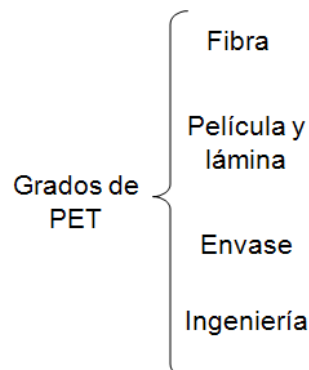 Grados de
PET
Fibra
Película y
lámina
Envase
Ingeniería